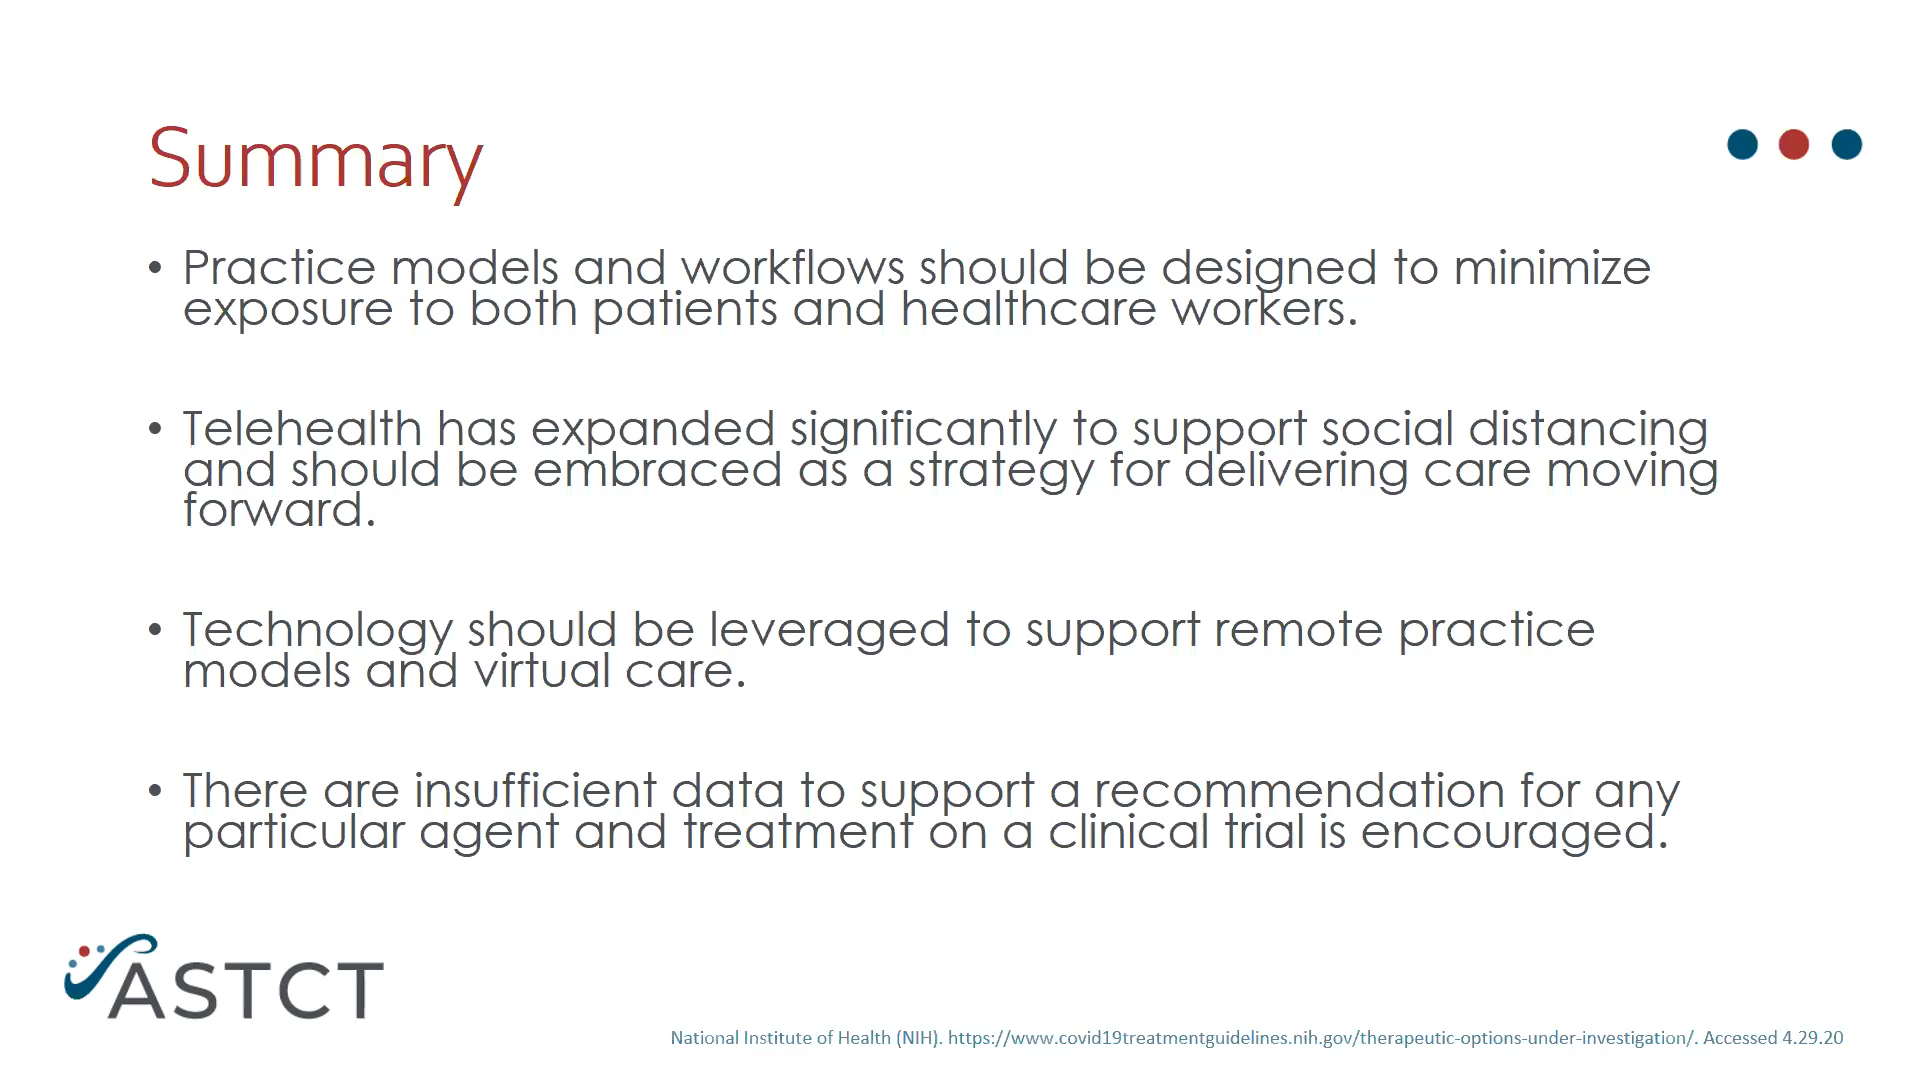 Summary
• Practice models and workflows should be designed to minimize
exposure to both patients and healthcare workers.
• Telehealth has expanded significantly to support social distancing
and should be embraced as a strategy for delivering care moving
forward.
• Technology should be leveraged to support remote practice
models and virtual care.
• There are insufficient data to support a recommendation for any
particular agent and treatment on a clinical trial is encouraged.
ASTCT
National Institute of Health (NIH). https://www.covid19treatmentguidelines.nih.gov/therapeutic-options-under-investigation/. Accessed 4.29.20